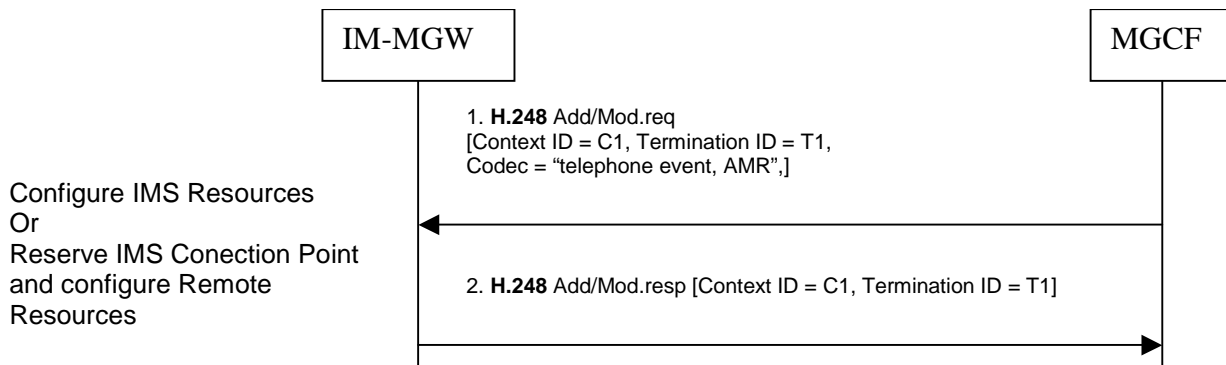 IM-MGW
MGCF
1. H.248 Add/Mod.req
[Context ID = C1, Termination ID = T1,
Codec = “telephone event, AMR”,]
Configure IMS Resources
Or
Reserve IMS Conection Point
and configure Remote
Resources
2. H.248 Add/Mod.resp [Context ID = C1, Termination ID = T1]